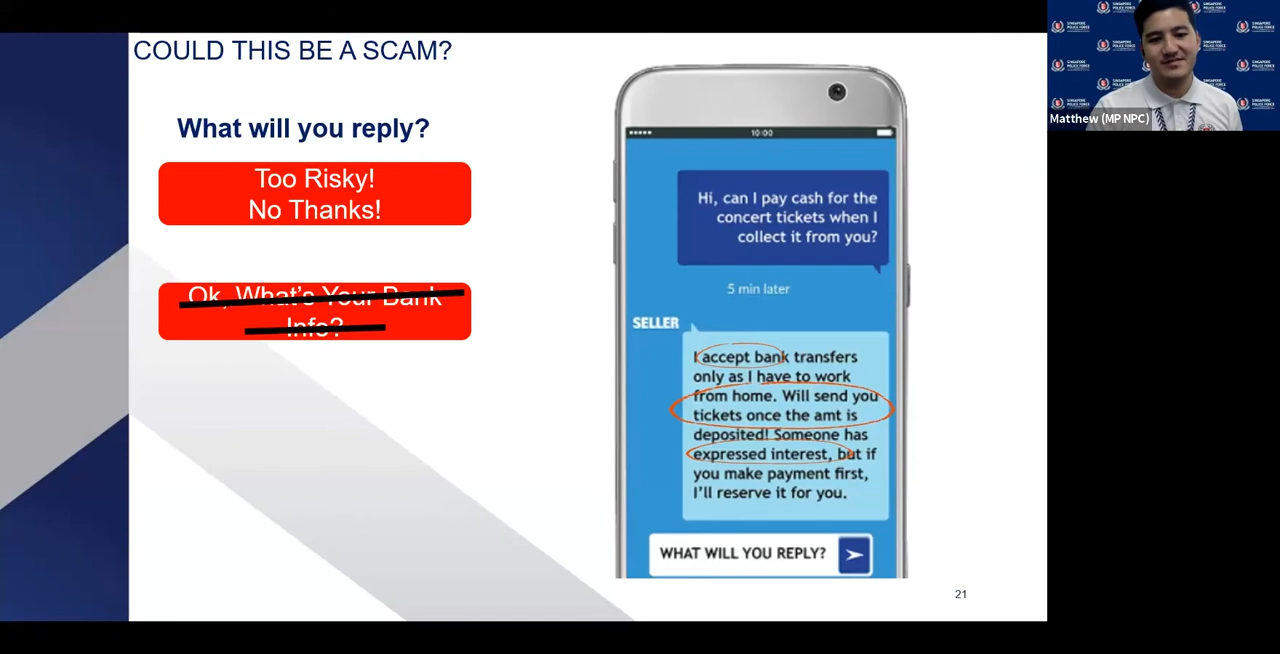 COULD THIS BE A SCAM?
What will you reply?
Too Risky!
No Thanks!
Ok, What's Your Bank
Info?
10:00
Hi, can I pay cash for the
concert tickets when I
collect it from you?
5 min later
SELLER
I accept bank transfers
only as I have to work
from home. Will send you
tickets once the amt is
deposited! Someone has
expressed interest, but if
you make payment first,
I'll reserve it for you.
WHAT WILL YOU REPLY?
21
SINGAPORE
POLICE FORCE
Matthew (MP NPC)